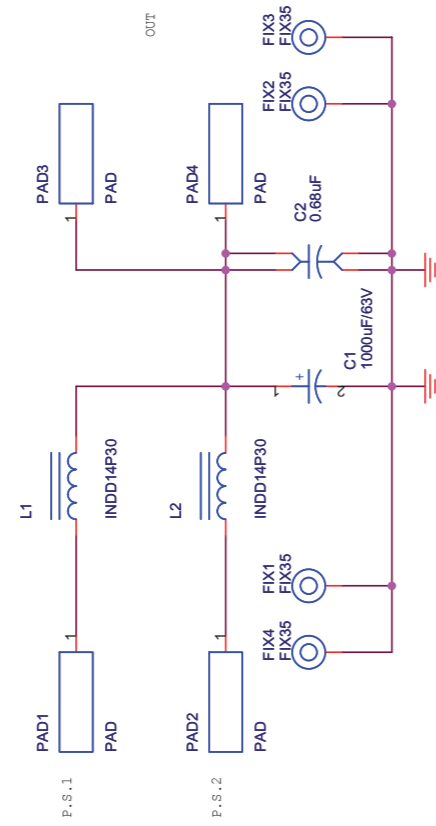 P.S.1
PAD1
PAD
1
L1
INDD14P30
PAD3
PAD
1
OUT
P.S.2
PAD2
PAD
1
L2
INDD14P30
PAD4
PAD
1
FIX4
FIX35
FIX1
FIX35
1
+
2
C1
1000uF/63V
C2
0.68uF
FIX2
FIX35
FIX3
FIX35